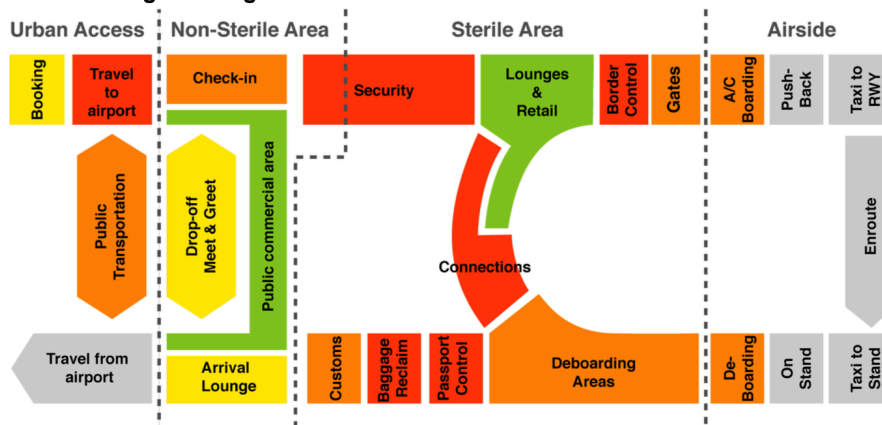 Urban Access
Non-Sterile Area
Sterile Area
Airside
Booking
Travel
to
airport
Check-in
Security
Lounges
&
Retail
Border
Control
Gates
A/C
Boarding
Push-
Back
Taxi to
RWY
Public
Transportation
Drop-off
Meet & Greet
Public commercial area
Connections
Enroute
Travel from
airport
Arrival
Lounge
Customs
Baggage
Reclaim
Passport
Control
Deboarding
Areas
De-
Boarding
On
Stand
Taxi to
Stand